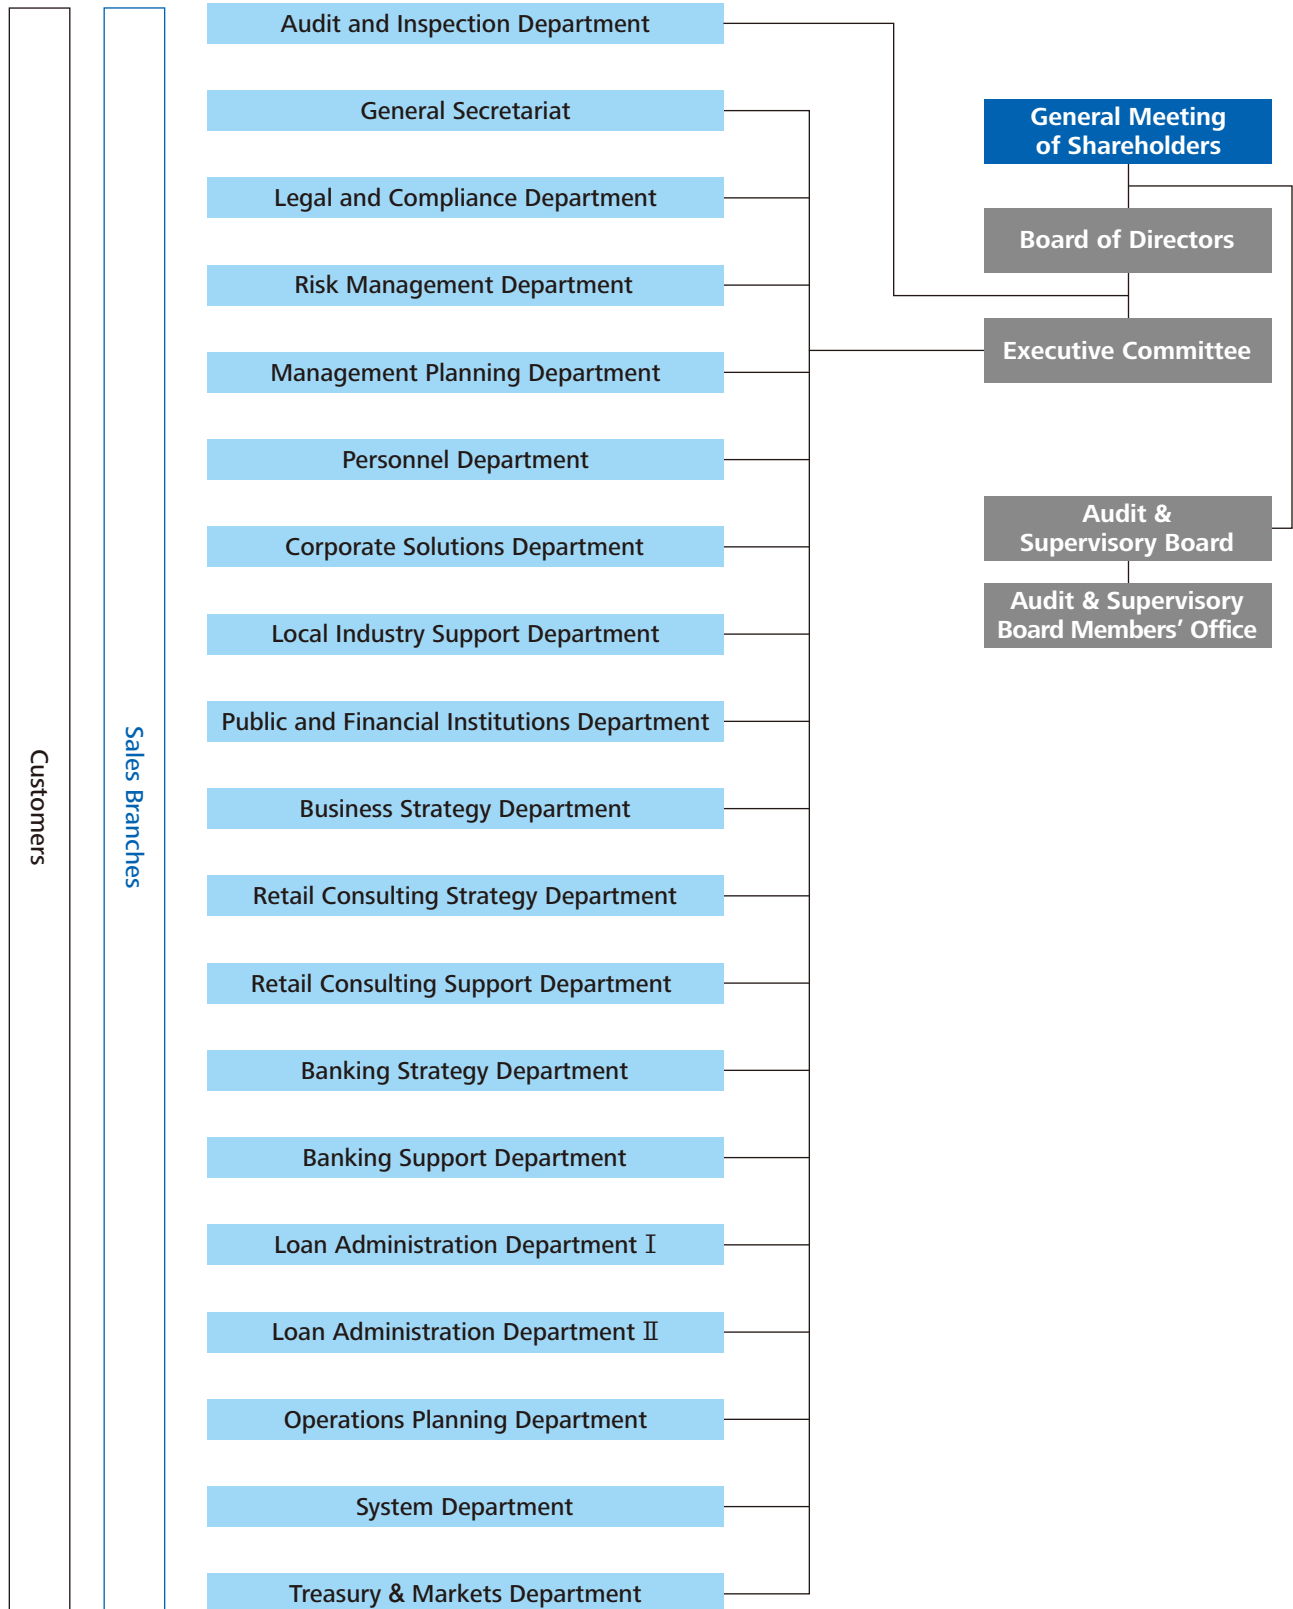 Customers
Sales Branches
Audit and Inspection Department
General Secretariat
Legal and Compliance Department
Risk Management Department
Management Planning Department
Personnel Department
Corporate Solutions Department
Local Industry Support Department
Public and Financial Institutions Department
Business Strategy Department
Retail Consulting Strategy Department
Retail Consulting Support Department
Banking Strategy Department
Banking Support Department
Loan Administration Department Ⅰ
Loan Administration Department Ⅱ
Operations Planning Department
System Department
Treasury & Markets Department
General Meeting
of Shareholders
Board of Directors
Executive Committee
Audit &
Supervisory Board
Audit & Supervisory
Board Members’ Office